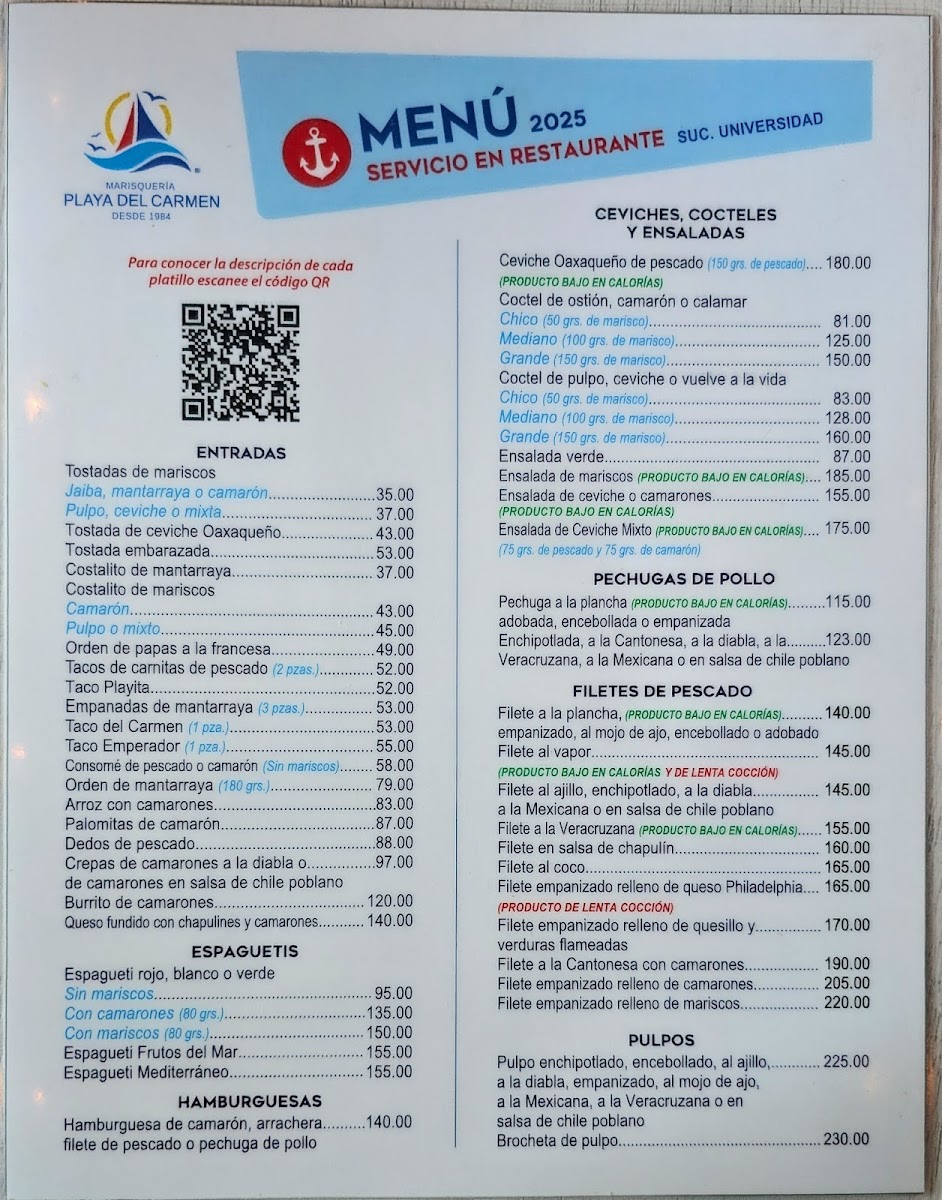 MARISQUERÍA
PLAYA DEL CARMEN
DESDE 1984
MENÚ 2025
SERVICIO EN RESTAURANTE SUC. UNIVERSIDAD
Para conocer la descripción de cada
platillo escanee el código QR
ENTRADAS
Tostadas de mariscos
Jaiba, mantarraya o camarón........................35.00
Pulpo, ceviche o mixta..................................37.00
Tostada de ceviche Oaxaqueño.....................43.00
Tostada embarazada.....................................53.00
Costalito de mantarraya.................................37.00
Costalito de mariscos
Camarón.......................................................43.00
Pulpo o mixto................................................45.00
Orden de papas a la francesa.......................49.00
Tacos de carnitas de pescado (2 pzas.)............52.00
Taco Playita..................................................52.00
Empanadas de mantarraya (3 pzas.)................53.00
Taco del Carmen (1 pza.)................................53.00
Taco Emperador (1 pza.).................................55.00
Consomé de pescado o camarón (Sin mariscos)........58.00
Orden de mantarraya (180 grs.).......................79.00
Arroz con camarones.....................................83.00
Palomitas de camarón...................................87.00
Dedos de pescado........................................88.00
Crepas de camarones a la diabla o................97.00
de camarones en salsa de chile poblano
Burrito de camarones...................................120.00
Queso fundido con chapulines y camarones...........140.00
ESPAGUETIS
Espagueti rojo, blanco o verde
Sin mariscos.................................................95.00
Con camarones (80 grs.)................................135.00
Con mariscos (80 grs.)...................................150.00
Espagueti Frutos del Mar..............................155.00
Espagueti Mediterráneo................................155.00
HAMBURGUESAS
Hamburguesa de camarón, arrachera..........140.00
filete de pescado o pechuga de pollo
CEVICHES, COCTELES
Y ENSALADAS
Ceviche Oaxaqueño de pescado (150 grs. de pescado)....180.00
(PRODUCTO BAJO EN CALORÍAS)
Coctel de ostión, camarón o calamar
Chico (50 grs. de marisco)...................................... 81.00
Mediano (100 grs. de marisco)................................125.00
Grande (150 grs. de marisco)..................................150.00
Coctel de pulpo, ceviche o vuelve a la vida
Chico (50 grs. de marisco)...................................... 83.00
Mediano (100 grs. de marisco)................................128.00
Grande (150 grs. de marisco)..................................160.00
Ensalada verde.................................................. 87.00
Ensalada de mariscos (PRODUCTO BAJO EN CALORÍAS)....185.00
Ensalada de ceviche o camarones.........................155.00
(PRODUCTO BAJO EN CALORÍAS)
Ensalada de Ceviche Mixto (PRODUCTO BAJO EN CALORÍAS)....175.00
(75 grs. de pescado y 75 grs. de camarón)
PECHUGAS DE POLLO
Pechuga a la plancha (PRODUCTO BAJO EN CALORÍAS).........115.00
adobada, encebollada o empanizada
Enchipotlada, a la Cantonesa, a la diabla, a la........123.00
Veracruzana, a la Mexicana o en salsa de chile poblano
FILETES DE PESCADO
Filete a la plancha, (PRODUCTO BAJO EN CALORÍAS)..........140.00
empanizado, al mojo de ajo, encebollado o adobado
Filete al vapor.....................................................145.00
(PRODUCTO BAJO EN CALORÍAS Y DE LENTA COCCIÓN)
Filete al ajillo, enchipotlado, a la diabla................145.00
a la Mexicana o en salsa de chile poblano
Filete a la Veracruzana (PRODUCTO BAJO EN CALORÍAS)......155.00
Filete en salsa de chapulín..................................160.00
Filete al coco......................................................165.00
Filete empanizado relleno de queso Philadelphia....165.00
(PRODUCTO DE LENTA COCCIÓN)
Filete empanizado relleno de quesillo y...............170.00
verduras flameadas
Filete a la Cantonesa con camarones..................190.00
Filete empanizado relleno de camarones..............205.00
Filete empanizado relleno de mariscos.................220.00
PULPOS
Pulpo enchipotlado, encebollado, al ajillo,............225.00
a la diabla, empanizado, al mojo de ajo,
a la Mexicana, a la Veracruzana o en
salsa de chile poblano
Brocheta de pulpo...............................................230.00